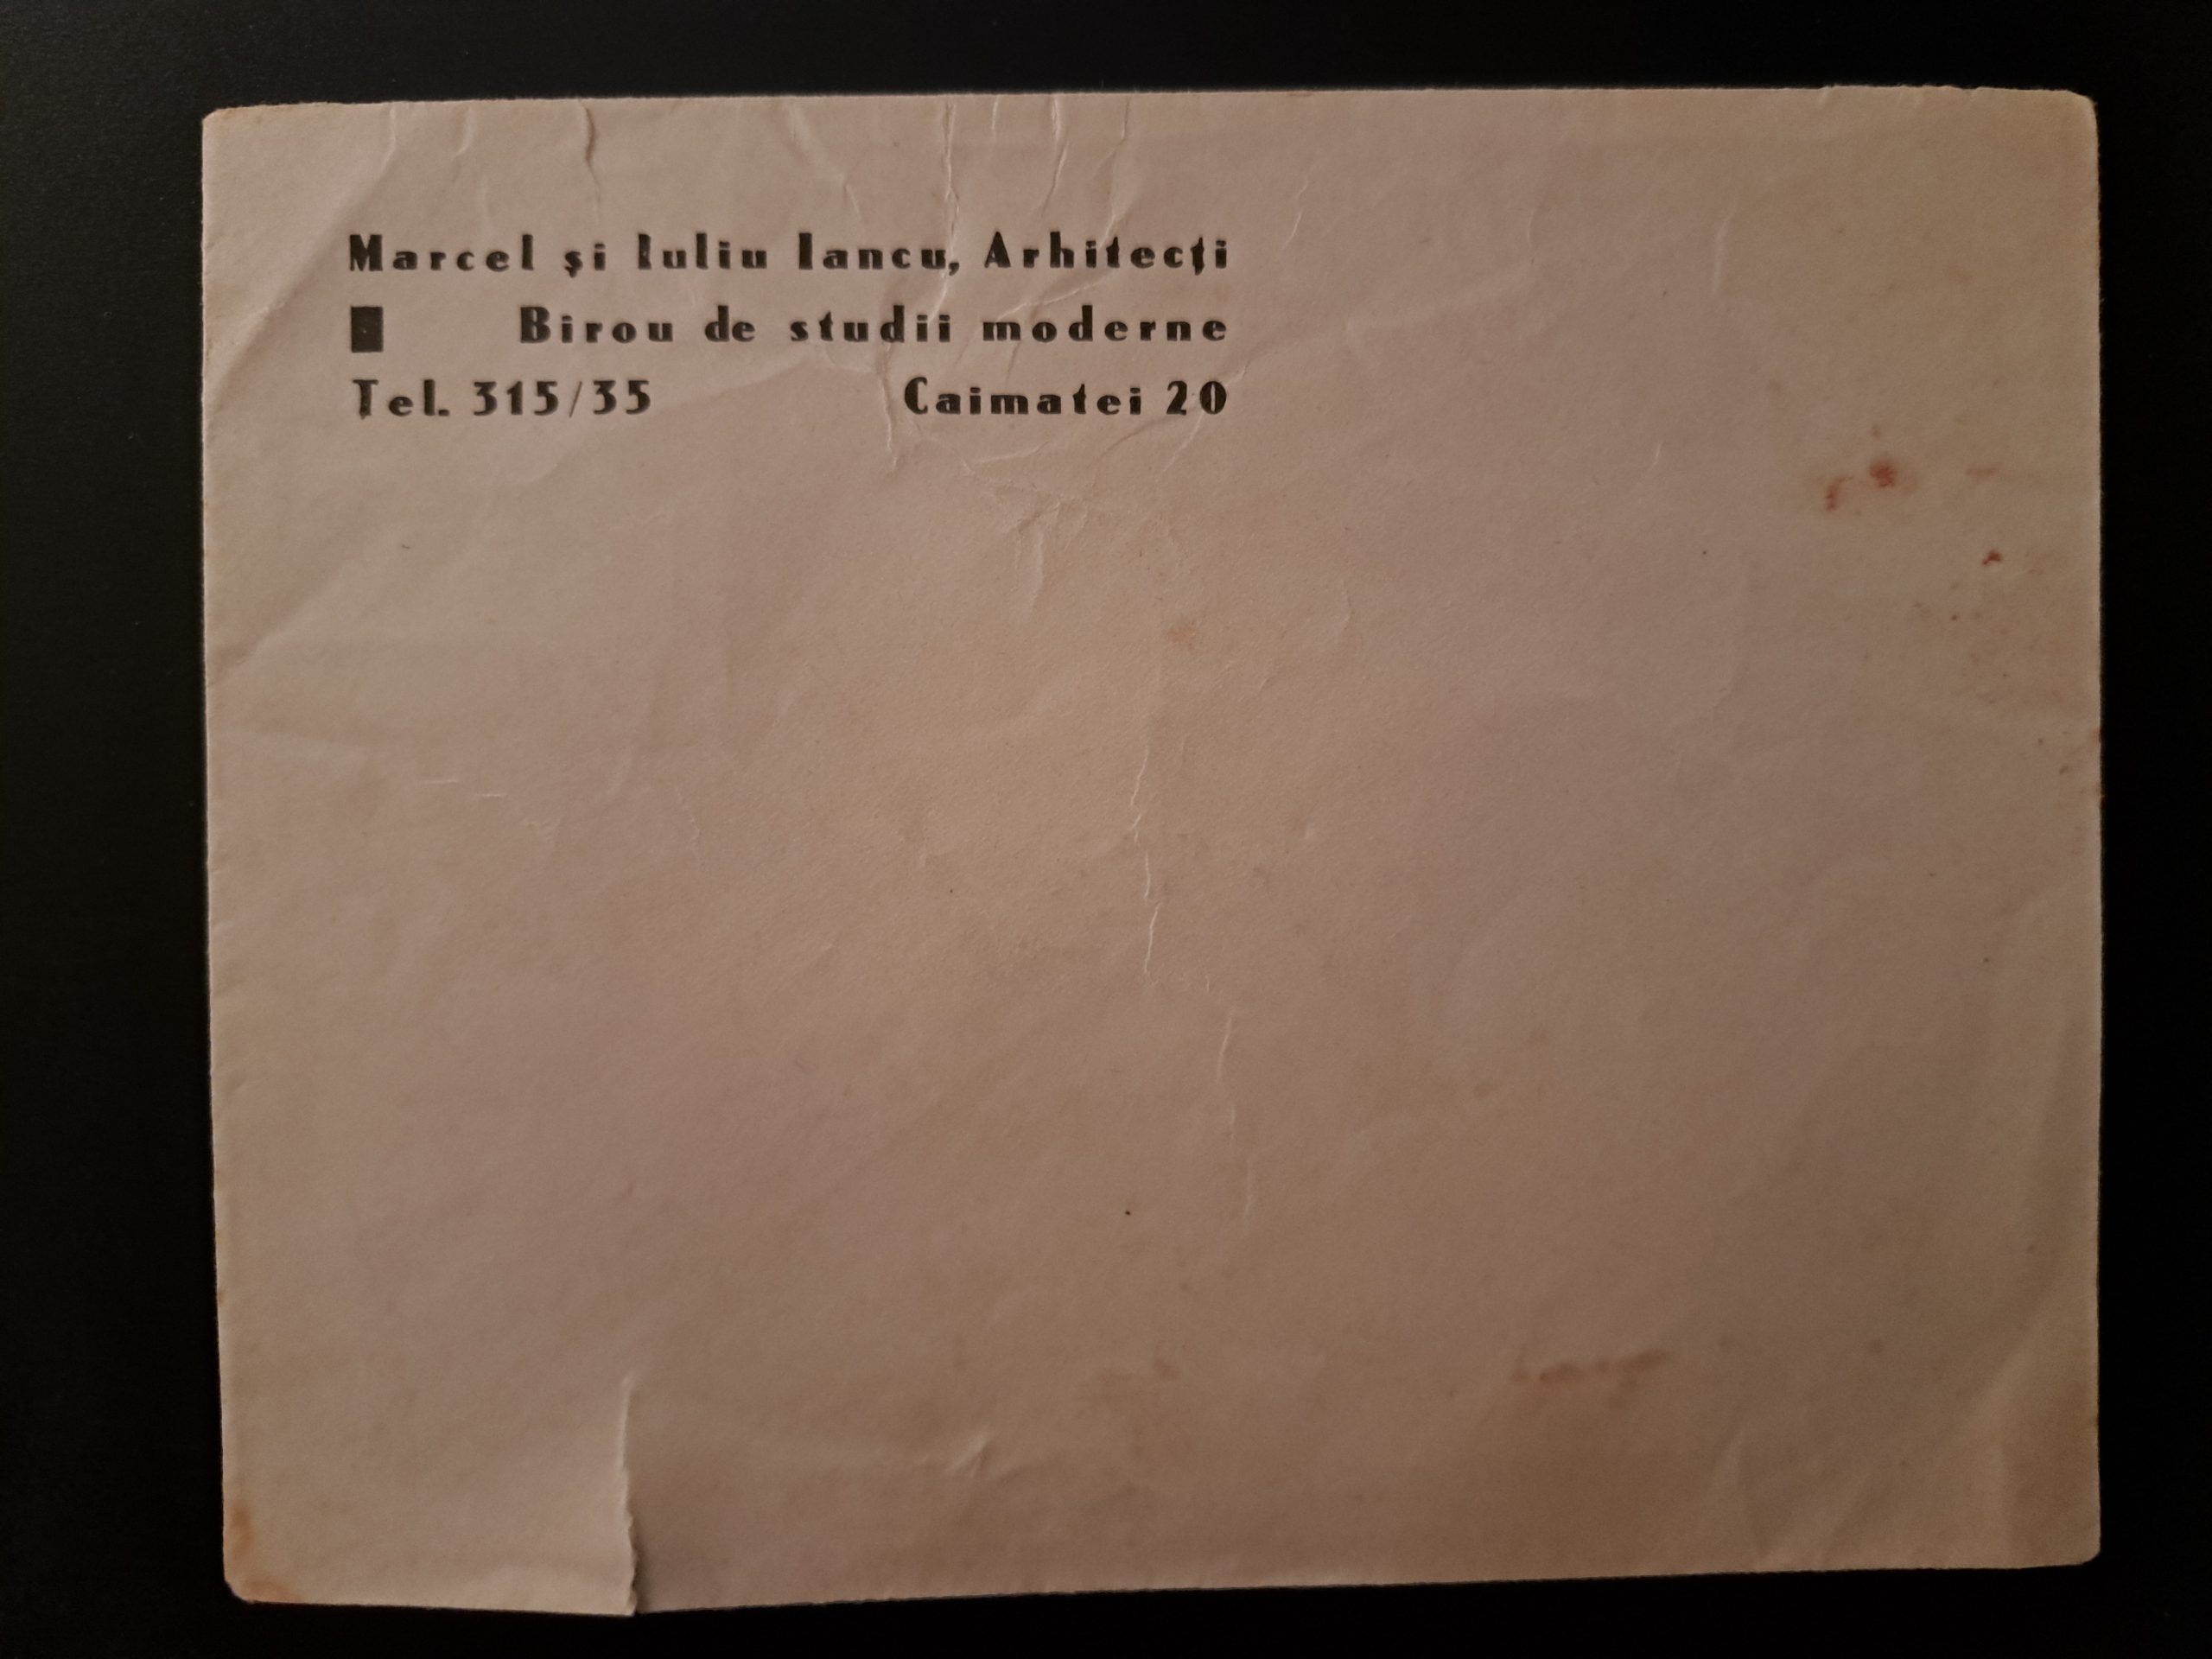 Marcel şi Iuliu Iancu, Arhitecţi
Birou de studii moderne
Tel. 315/35 Caimatei 20